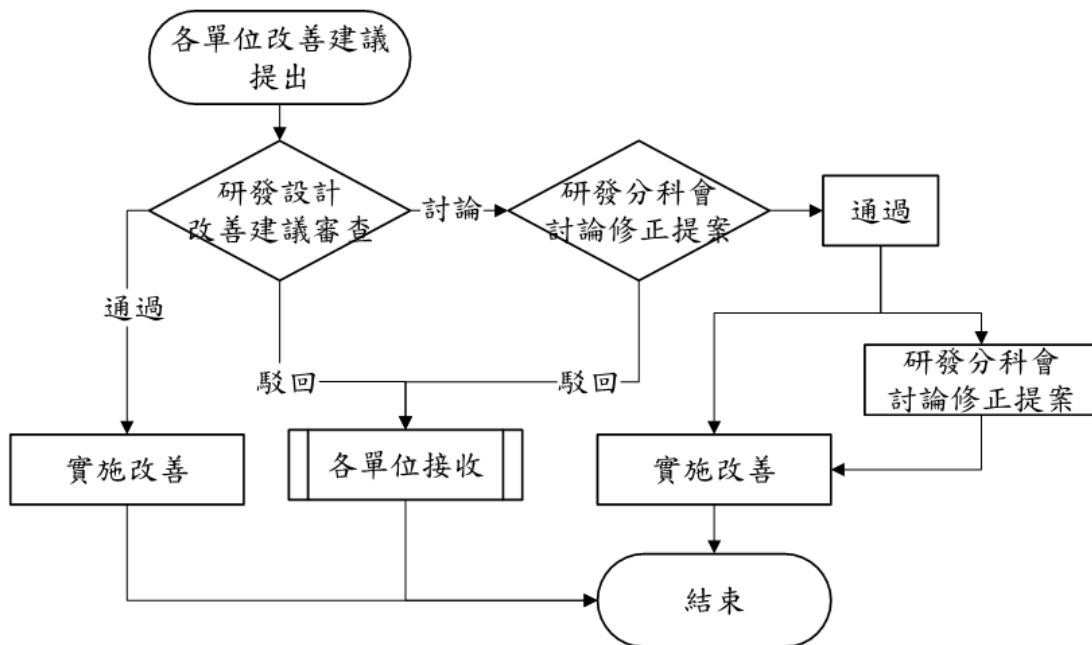 各單位改善建議
提出
研發設計
改善建議審查
討論
研發分科會
討論修正提案
通過
通過
駁回
駁回
研發分科會
討論修正提案
實施改善
各單位接收
實施改善
結束